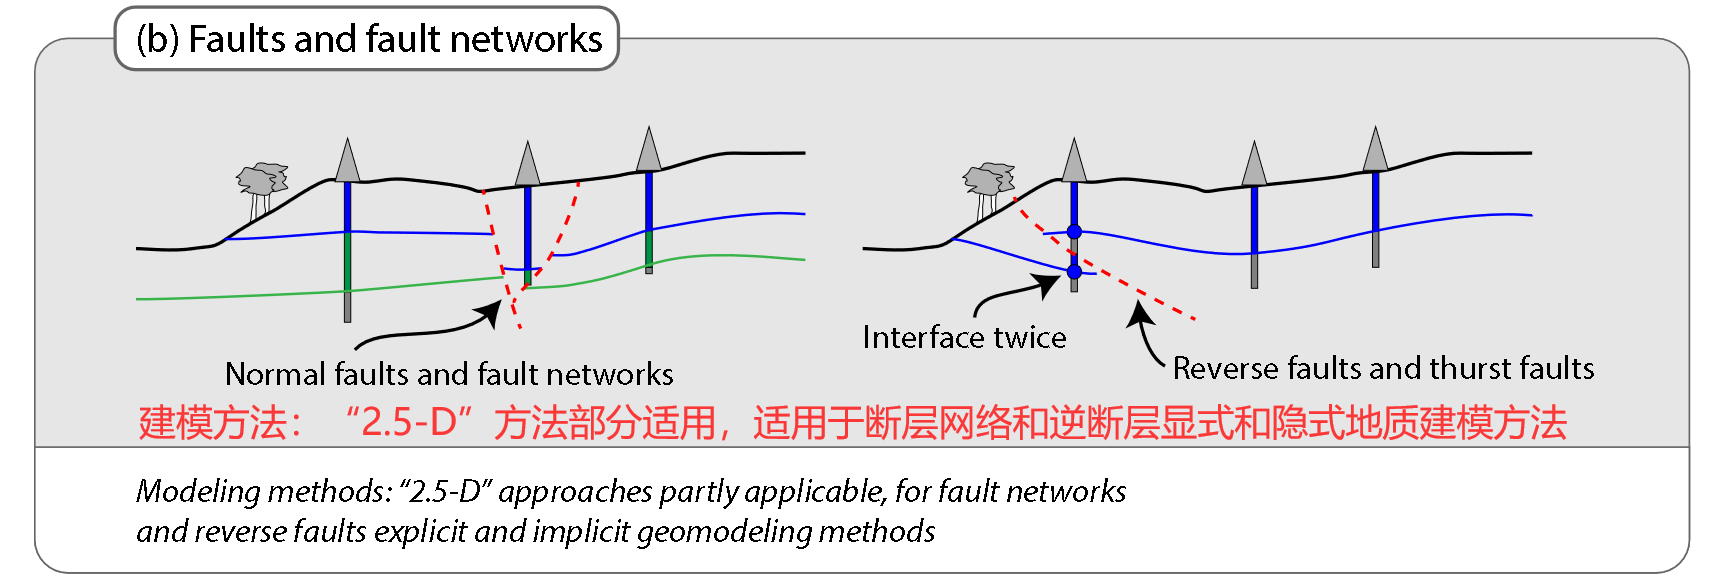 (b) Faults and fault networks
Interface twice
Normal faults and fault networks
Reverse faults and thurst faults
建模方法：“2.5-D”方法部分适用，适用于断层网络和逆断层显式和隐式地质建模方法
Modeling methods: “2.5-D” approaches partly applicable, for fault networks
and reverse faults explicit and implicit geomodeling methods